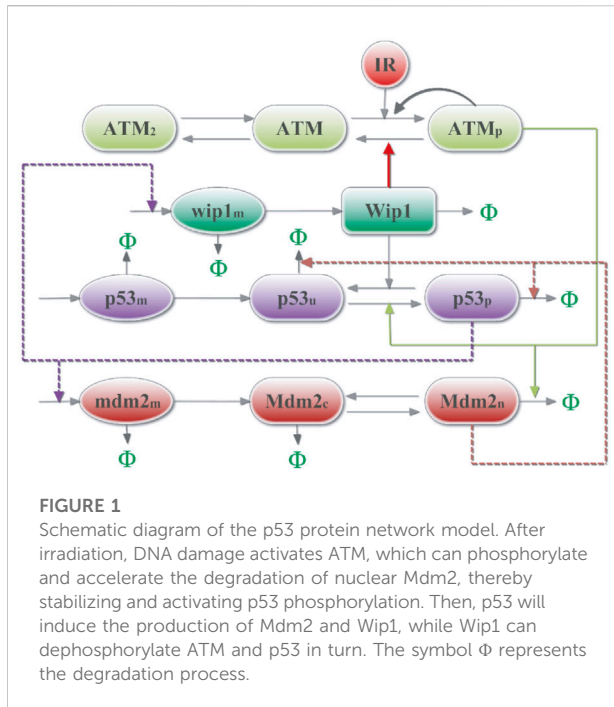 IR
ATM₂ ATM ATMₚ
wip1ₘ Wip1 Φ
Φ Φ Φ
p53ₘ p53ᵤ p53ₚ Φ
mdm2ₘ Mdm2c Mdm2ₙ Φ
Φ Φ
FIGURE 1
Schematic diagram of the p53 protein network model. After
irradiation, DNA damage activates ATM, which can phosphorylate
and accelerate the degradation of nuclear Mdm2, thereby
stabilizing and activating p53 phosphorylation. Then, p53 will
induce the production of Mdm2 and Wip1, while Wip1 can
dephosphorylate ATM and p53 in turn. The symbol Φ represents
the degradation process.